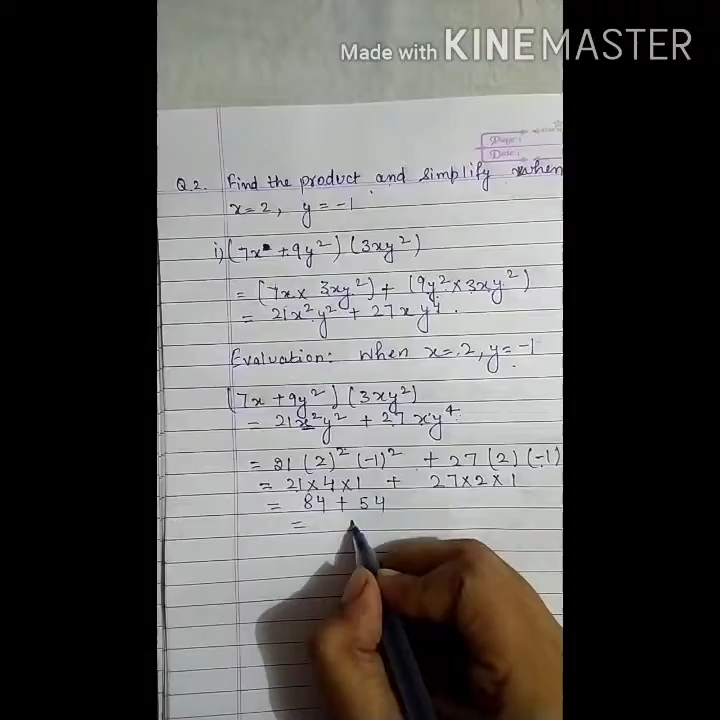 Made with KINEMASTER
Page:
Date:
Q.2. Find the product and simplify when
x=2, y=-1
i) (7x + 9y²) (3xy²)
= (7x × 3xy²) + (9y² × 3xy²)
= 21x²y² + 27xy⁴.
Evaluation: When x=2, y=-1
(7x + 9y²) (3xy²)
= 21x²y² + 27xy⁴
= 21 (2)² (-1)² + 27 (2) (-1)
= 21×4×1 + 27×2×1
= 84 + 54
=